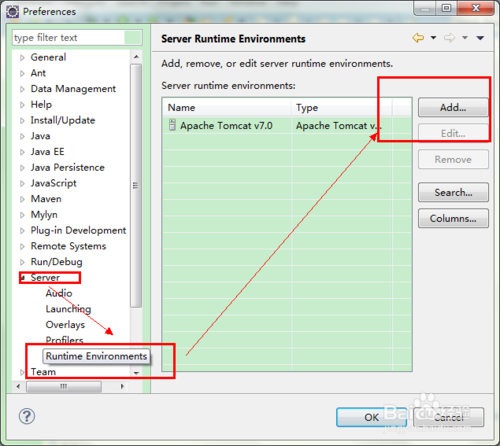 Preferences
type filter text
General
Ant
Data Management
Help
Install/Update
Java
Java EE
Java Persistence
JavaScript
Maven
Mylyn
Plug-in Development
Remote Systems
Run/Debug
Server
Audio
Launching
Overlays
Profilers
Runtime Environments
Team
Server Runtime Environments
Add, remove, or edit server runtime environments.
Server runtime environments:
Name Type
Apache Tomcat v7.0 Apache Tomcat v...
Add...
Edit...
Remove
Search...
Columns...
OK Cancel